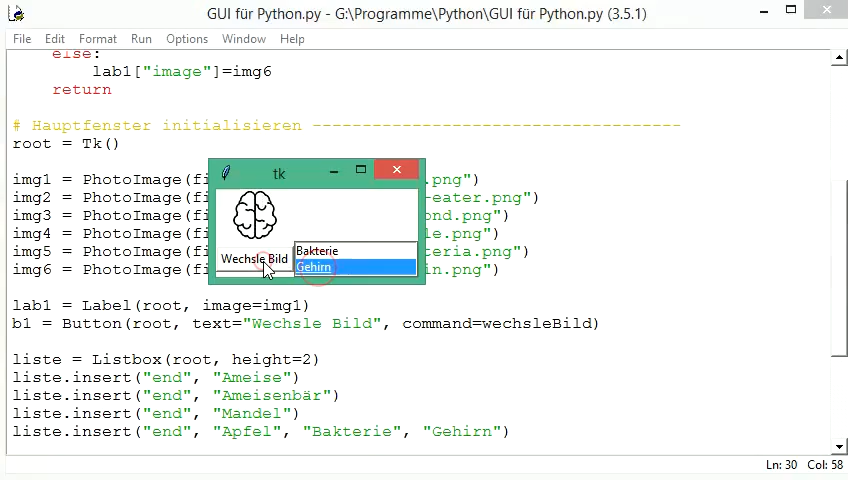 GUI für Python.py - G:\Programme\Python\GUI für Python.py (3.5.1)
File Edit Format Run Options Window Help
else:
lab1["image"]=img6
return
# Hauptfenster initialisieren -------------------------------------
root = Tk()
tk
img1 = PhotoImage(fi .png")
img2 = PhotoImage(fi -eater.png")
img3 = PhotoImage(fi ond.png")
img4 = PhotoImage(fi le.png")
img5 = PhotoImage(fi teria.png")
img6 = PhotoImage(fi in.png")
Wechsle Bild
Bakterie
Gehirn
lab1 = Label(root, image=img1)
b1 = Button(root, text="Wechsle Bild", command=wechsleBild)
liste = Listbox(root, height=2)
liste.insert("end", "Ameise")
liste.insert("end", "Ameisenbär")
liste.insert("end", "Mandel")
liste.insert("end", "Apfel", "Bakterie", "Gehirn")
Ln: 30 Col: 58